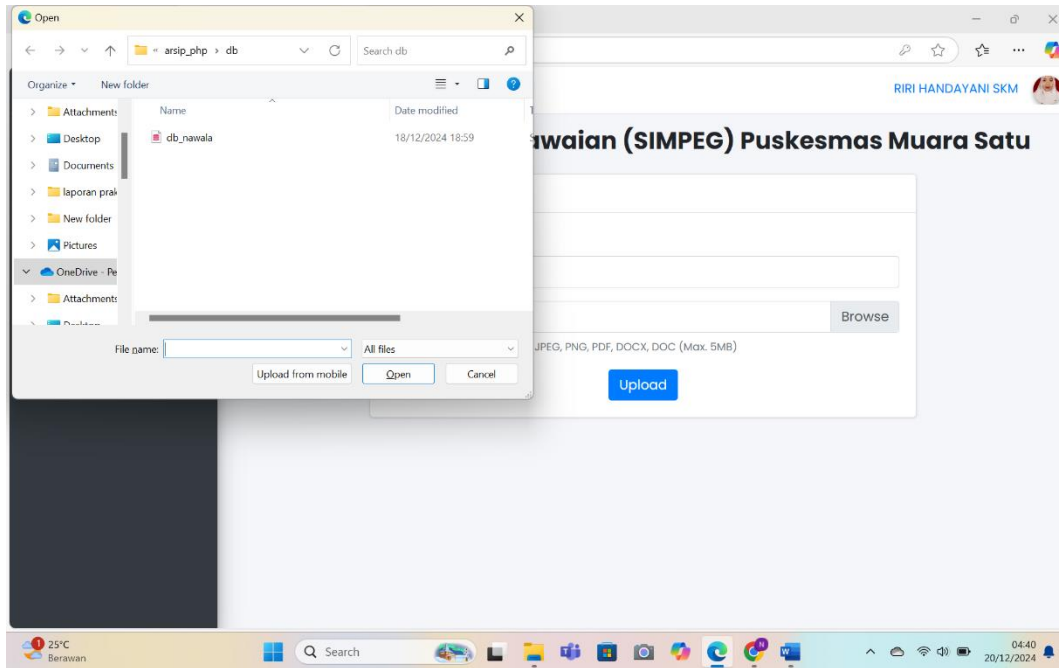 Open
« arsip_php › db
Search db
Organize
New folder
Name
Date modified
Attachments
Desktop
db_nawala
18/12/2024 18:59
Documents
laporan prak
New folder
Pictures
OneDrive - Pe
Attachments
Desktop
File name:
All files
Upload from mobile
Open
Cancel
RIRI HANDAYANI SKM
awaian (SIMPEG) Puskesmas Muara Satu
Browse
JPEG, PNG, PDF, DOCX, DOC (Max. 5MB)
Upload
1
25°C
Berawan
Search
04:40
20/12/2024